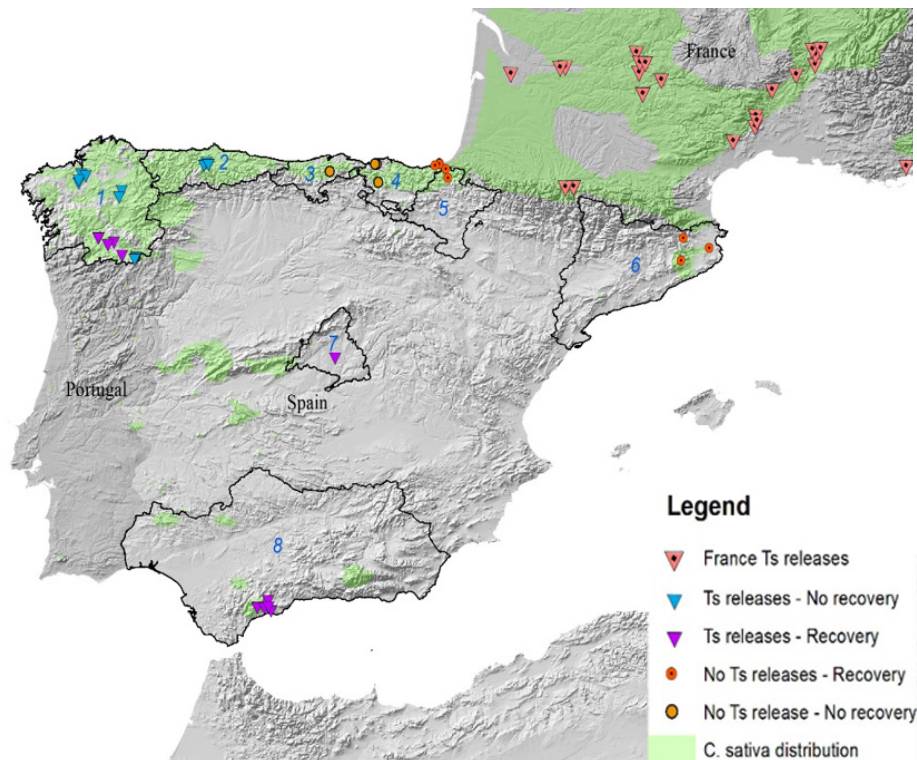 France
1
2
3
4
5
6
7
Portugal
Spain
8
Legend
France Ts releases
Ts releases - No recovery
Ts releases - Recovery
No Ts releases - Recovery
No Ts release - No recovery
C. sativa distribution